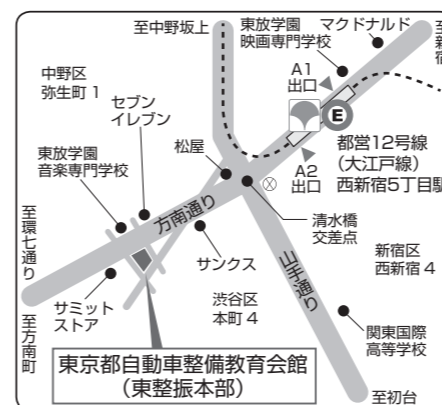 至中野坂上
東放学園
映画専門学校
マクドナルド
至新宿
中野区
弥生町 1
A1
出口
セブン
イレブン
E
都営12号線
(大江戸線)
西新宿5丁目駅
松屋
東放学園
音楽専門学校
A2
出口
方南通り
清水橋
交差点
至環七通り
サンクス
山手通り
新宿区
西新宿 4
サミット
ストア
渋谷区
本町 4
至方南町
関東国際
高等学校
東京都自動車整備教育会館
(東整振本部)
至初台